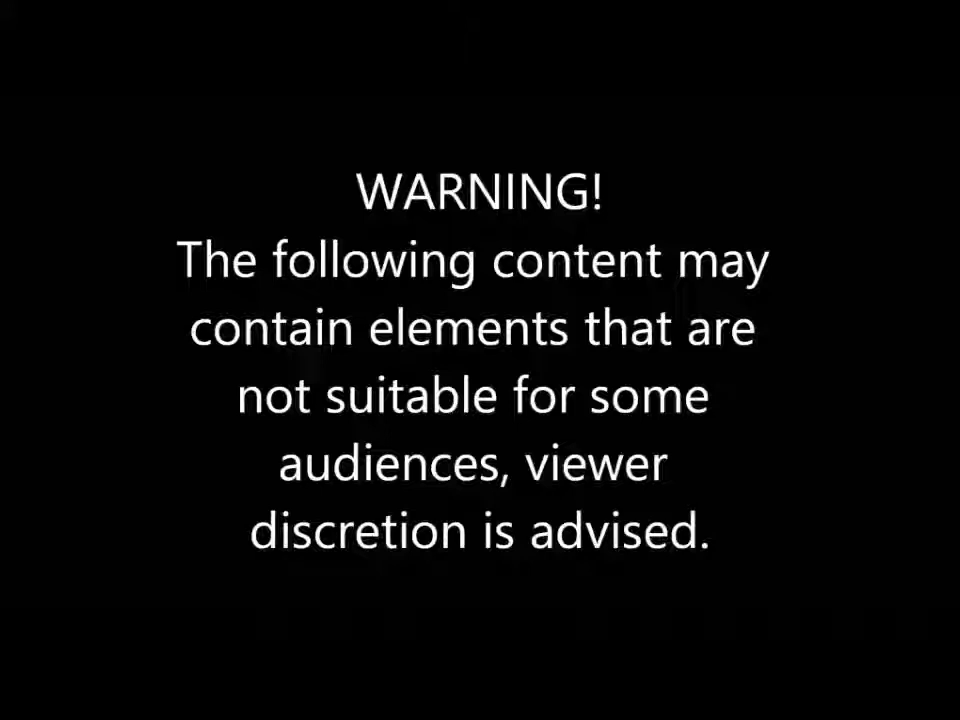 WARNING!
The following content may
contain elements that are
not suitable for some
audiences, viewer
discretion is advised.